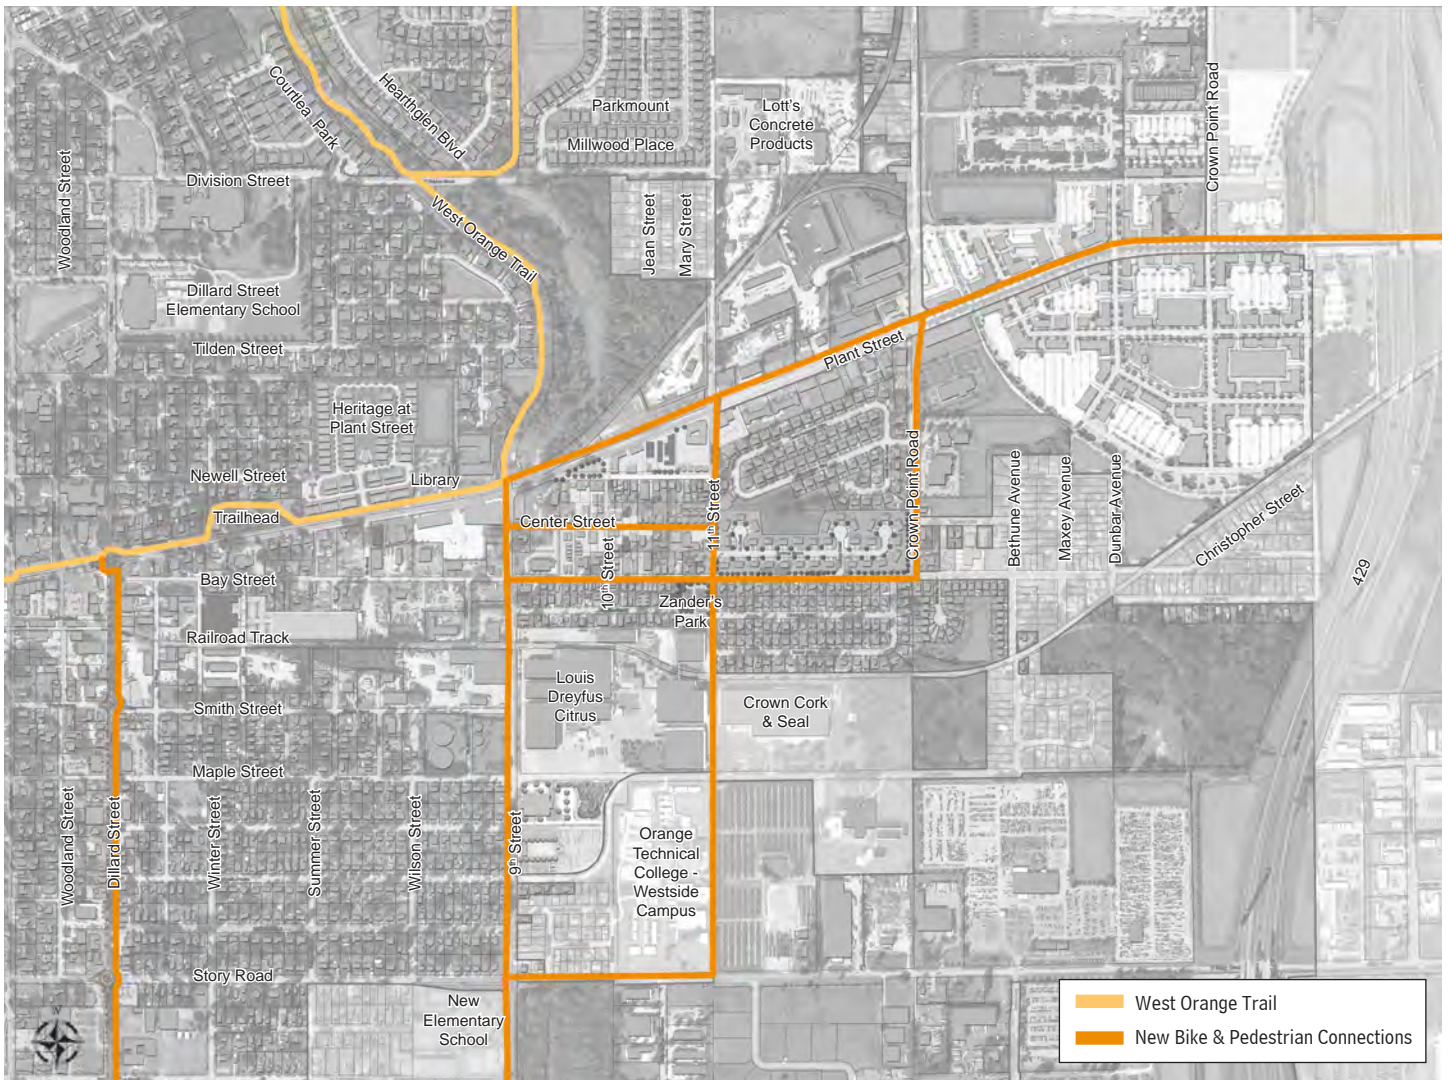 Courtlea Park
Hearthglen Blvd
Parkmount
Millwood Place
Lott's
Concrete
Products
Crown Point Road
Woodland Street
Division Street
West Orange Trail
Jean Street
Mary Street
Dillard Street
Elementary School
Tilden Street
Plant Street
Heritage at
Plant Street
Newell Street
Library
Trailhead
Center Street
10th Street
11th Street
Crown Point Road
Bethune Avenue
Maxey Avenue
Dunbar Avenue
Christopher Street
429
Bay Street
Zander's
Park
Railroad Track
Louis
Dreyfus
Citrus
Smith Street
Crown Cork
& Seal
Maple Street
Woodland Street
Dillard Street
Winter Street
Summer Street
Wilson Street
9th Street
Orange
Technical
College -
Westside
Campus
Story Road
New
Elementary
School
West Orange Trail
New Bike & Pedestrian Connections